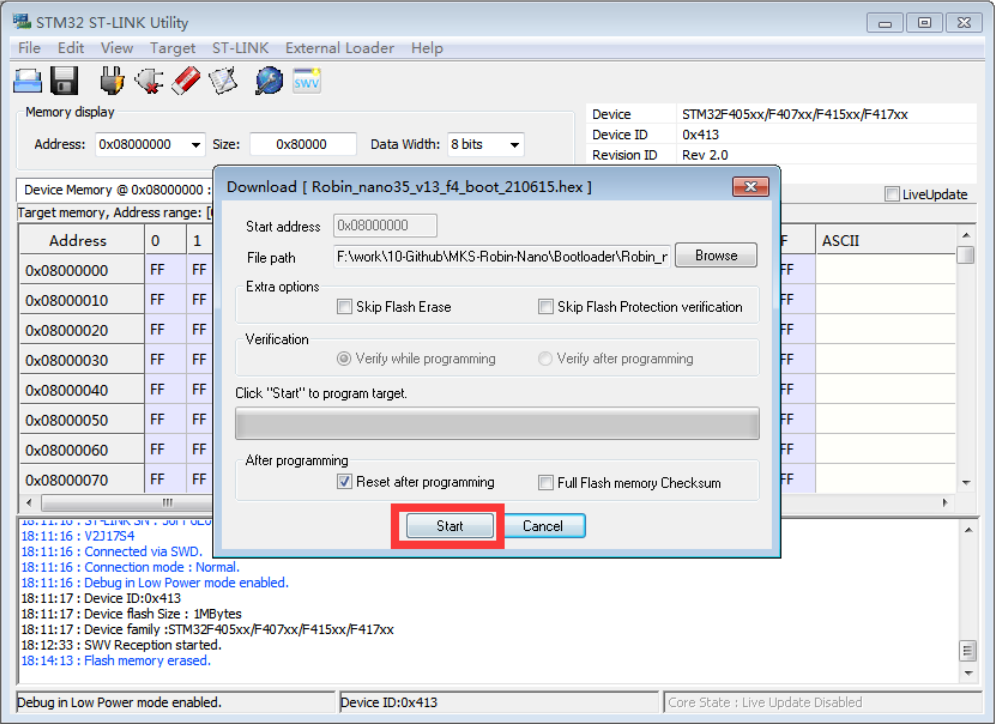 STM32 ST-LINK Utility
File Edit View Target ST-LINK External Loader Help
SWV
Memory display
Address: 0x08000000 Size: 0x80000 Data Width: 8 bits
Device STM32F405xx/F407xx/F415xx/F417xx
Device ID 0x413
Revision ID Rev 2.0
Device Memory @ 0x08000000 :
LiveUpdate
Target memory, Address range: [
Address 0 1 F ASCII
0x08000000 FF FF FF
0x08000010 FF FF FF
0x08000020 FF FF FF
0x08000030 FF FF FF
0x08000040 FF FF FF
0x08000050 FF FF FF
0x08000060 FF FF FF
0x08000070 FF FF FF
Download [ Robin_nano35_v13_f4_boot_210615.hex ]
Start address 0x08000000
File path F:\work\10-Github\MKS-Robin-Nano\Bootloader\Robin_r Browse
Extra options
Skip Flash Erase Skip Flash Protection verification
Verification
Verify while programming Verify after programming
Click "Start" to program target.
After programming
Reset after programming Full Flash memory Checksum
Start Cancel
18:11:16 : ST-LINK SN :
18:11:16 : V2J17S4
18:11:16 : Connected via SWD.
18:11:16 : Connection mode : Normal.
18:11:16 : Debug in Low Power mode enabled.
18:11:17 : Device ID:0x413
18:11:17 : Device flash Size : 1MBytes
18:11:17 : Device family :STM32F405xx/F407xx/F415xx/F417xx
18:12:33 : SWV Reception started.
18:14:13 : Flash memory erased.
Debug in Low Power mode enabled. Device ID:0x413 Core State : Live Update Disabled